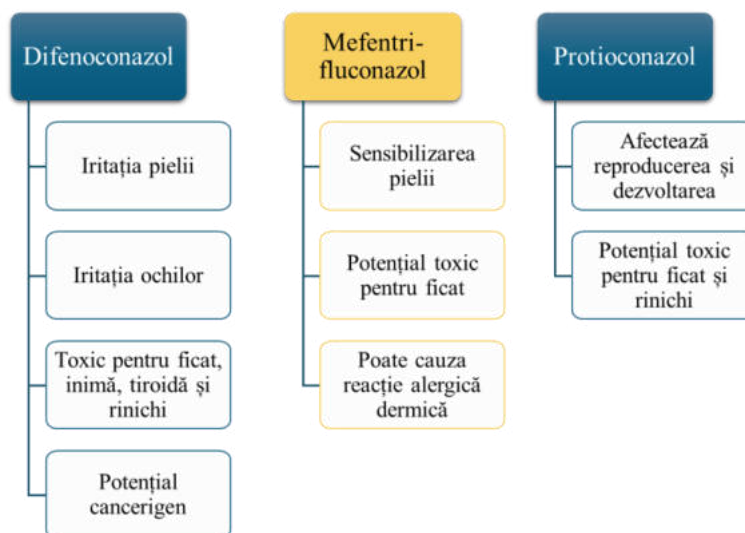 Difenoconazol
Iritația pielii
Iritația ochilor
Toxic pentru ficat,
inimă, tiroidă și
rinichi
Potențial
cancerigen
Mefentri-
fluconazol
Sensibilizarea
pielii
Potențial toxic
pentru ficat
Poate cauza
reacție alergică
dermică
Protioconazol
Afectează
reproducerea și
dezvoltarea
Potențial toxic
pentru ficat și
rinichi